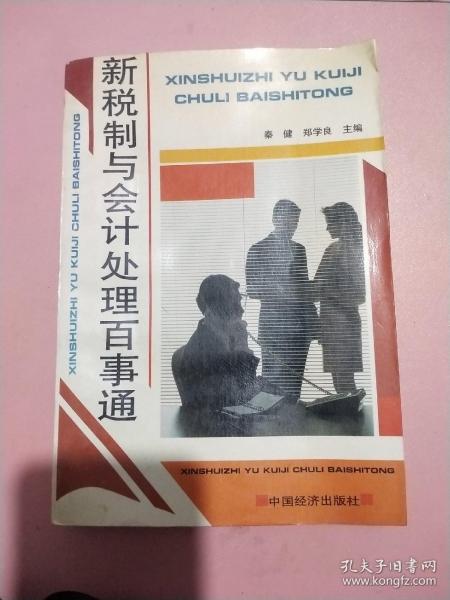 XINSHUIZHI YU KUIJI
CHULI BAISHITONG
秦 健 郑学良 主编
新税制与会计处理百事通
XINSHUIZHI YU KUIJI CHULI BAISHITONG
XINSHUIZHI YU KUIJI CHULI BAISHITONG
中国经济出版社
孔夫子旧书网
www.kongfz.com